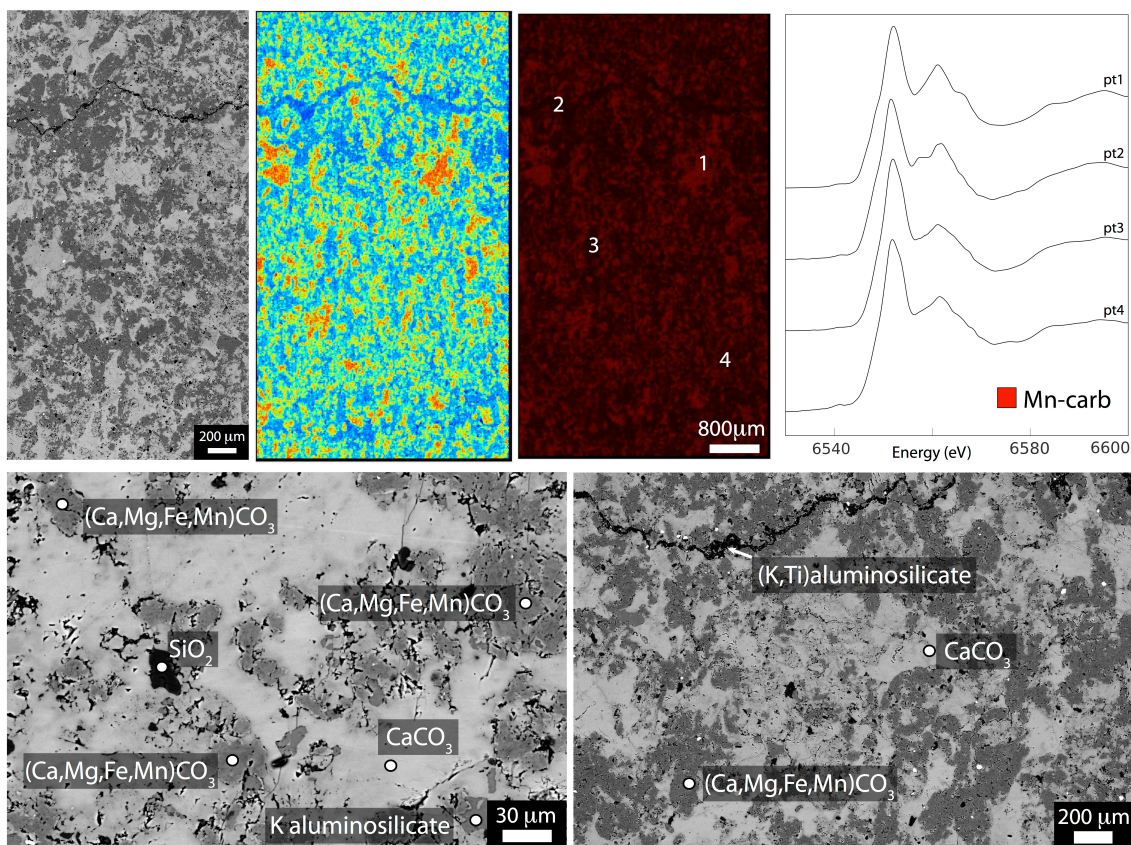 200 μm
2
1
3
4
800μm
pt1
pt2
pt3
pt4
Mn-carb
6540
Energy (eV)
6580
6600
(Ca,Mg,Fe,Mn)CO₃
(Ca,Mg,Fe,Mn)CO₃
SiO₂
CaCO₃
(Ca,Mg,Fe,Mn)CO₃
K aluminosilicate
30 μm
(K,Ti)aluminosilicate
CaCO₃
(Ca,Mg,Fe,Mn)CO₃
200 μm